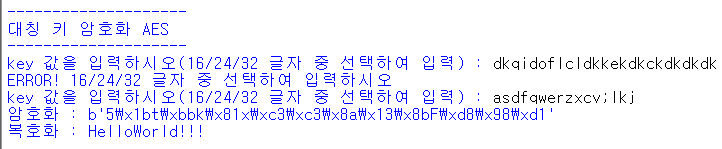 --------------------
대칭 키 암호화 AES
--------------------
key 값을 입력하시오(16/24/32 글자 중 선택하여 입력) : dkqidoflcldkkekdkckdkdkdk
ERROR! 16/24/32 글자 중 선택하여 입력하시오
key 값을 입력하시오(16/24/32 글자 중 선택하여 입력) : asdfqwerzxcv;lkj
암호화 : b'5₩x1bt₩xbbk₩x81x₩xc3₩xc3₩x8a₩x13₩x8bF₩xd8₩x98₩xd1'
복호화 : HelloWorld!!!